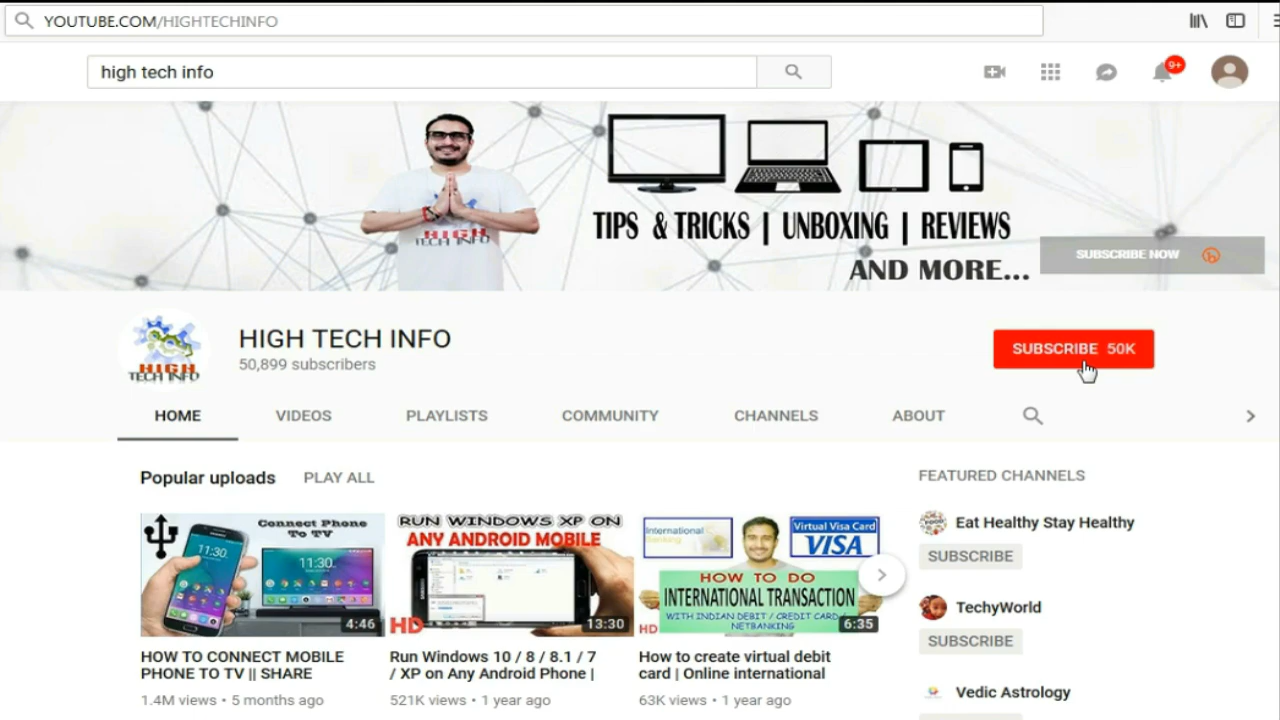 YOUTUBE.COM/HIGHTECHINFO
high tech info
9+
TIPS & TRICKS | UNBOXING | REVIEWS
AND MORE...
SUBSCRIBE NOW
HIGH
TECH INFO
HIGH TECH INFO
50,899 subscribers
SUBSCRIBE 50K
HIGH
TECH INFO
HOME VIDEOS PLAYLISTS COMMUNITY CHANNELS ABOUT
Popular uploads PLAY ALL
FEATURED CHANNELS
Connect Phone
To TV
11:30
11:30
4:46
RUN WINDOWS XP ON
ANY ANDROID MOBILE
HD
13:30
International
Banking
Virtual Visa Card
VISA
HOW TO DO
INTERNATIONAL TRANSACTION
WITH INDIAN DEBIT / CREDIT CARD
NETBANKING
HD
6:35
HOW TO CONNECT MOBILE
PHONE TO TV || SHARE
1.4M views • 5 months ago
Run Windows 10 / 8 / 8.1 / 7
/ XP on Any Android Phone |
521K views • 1 year ago
How to create virtual debit
card | Online international
63K views • 1 year ago
Eat Healthy Stay Healthy
SUBSCRIBE
TechyWorld
SUBSCRIBE
Vedic Astrology